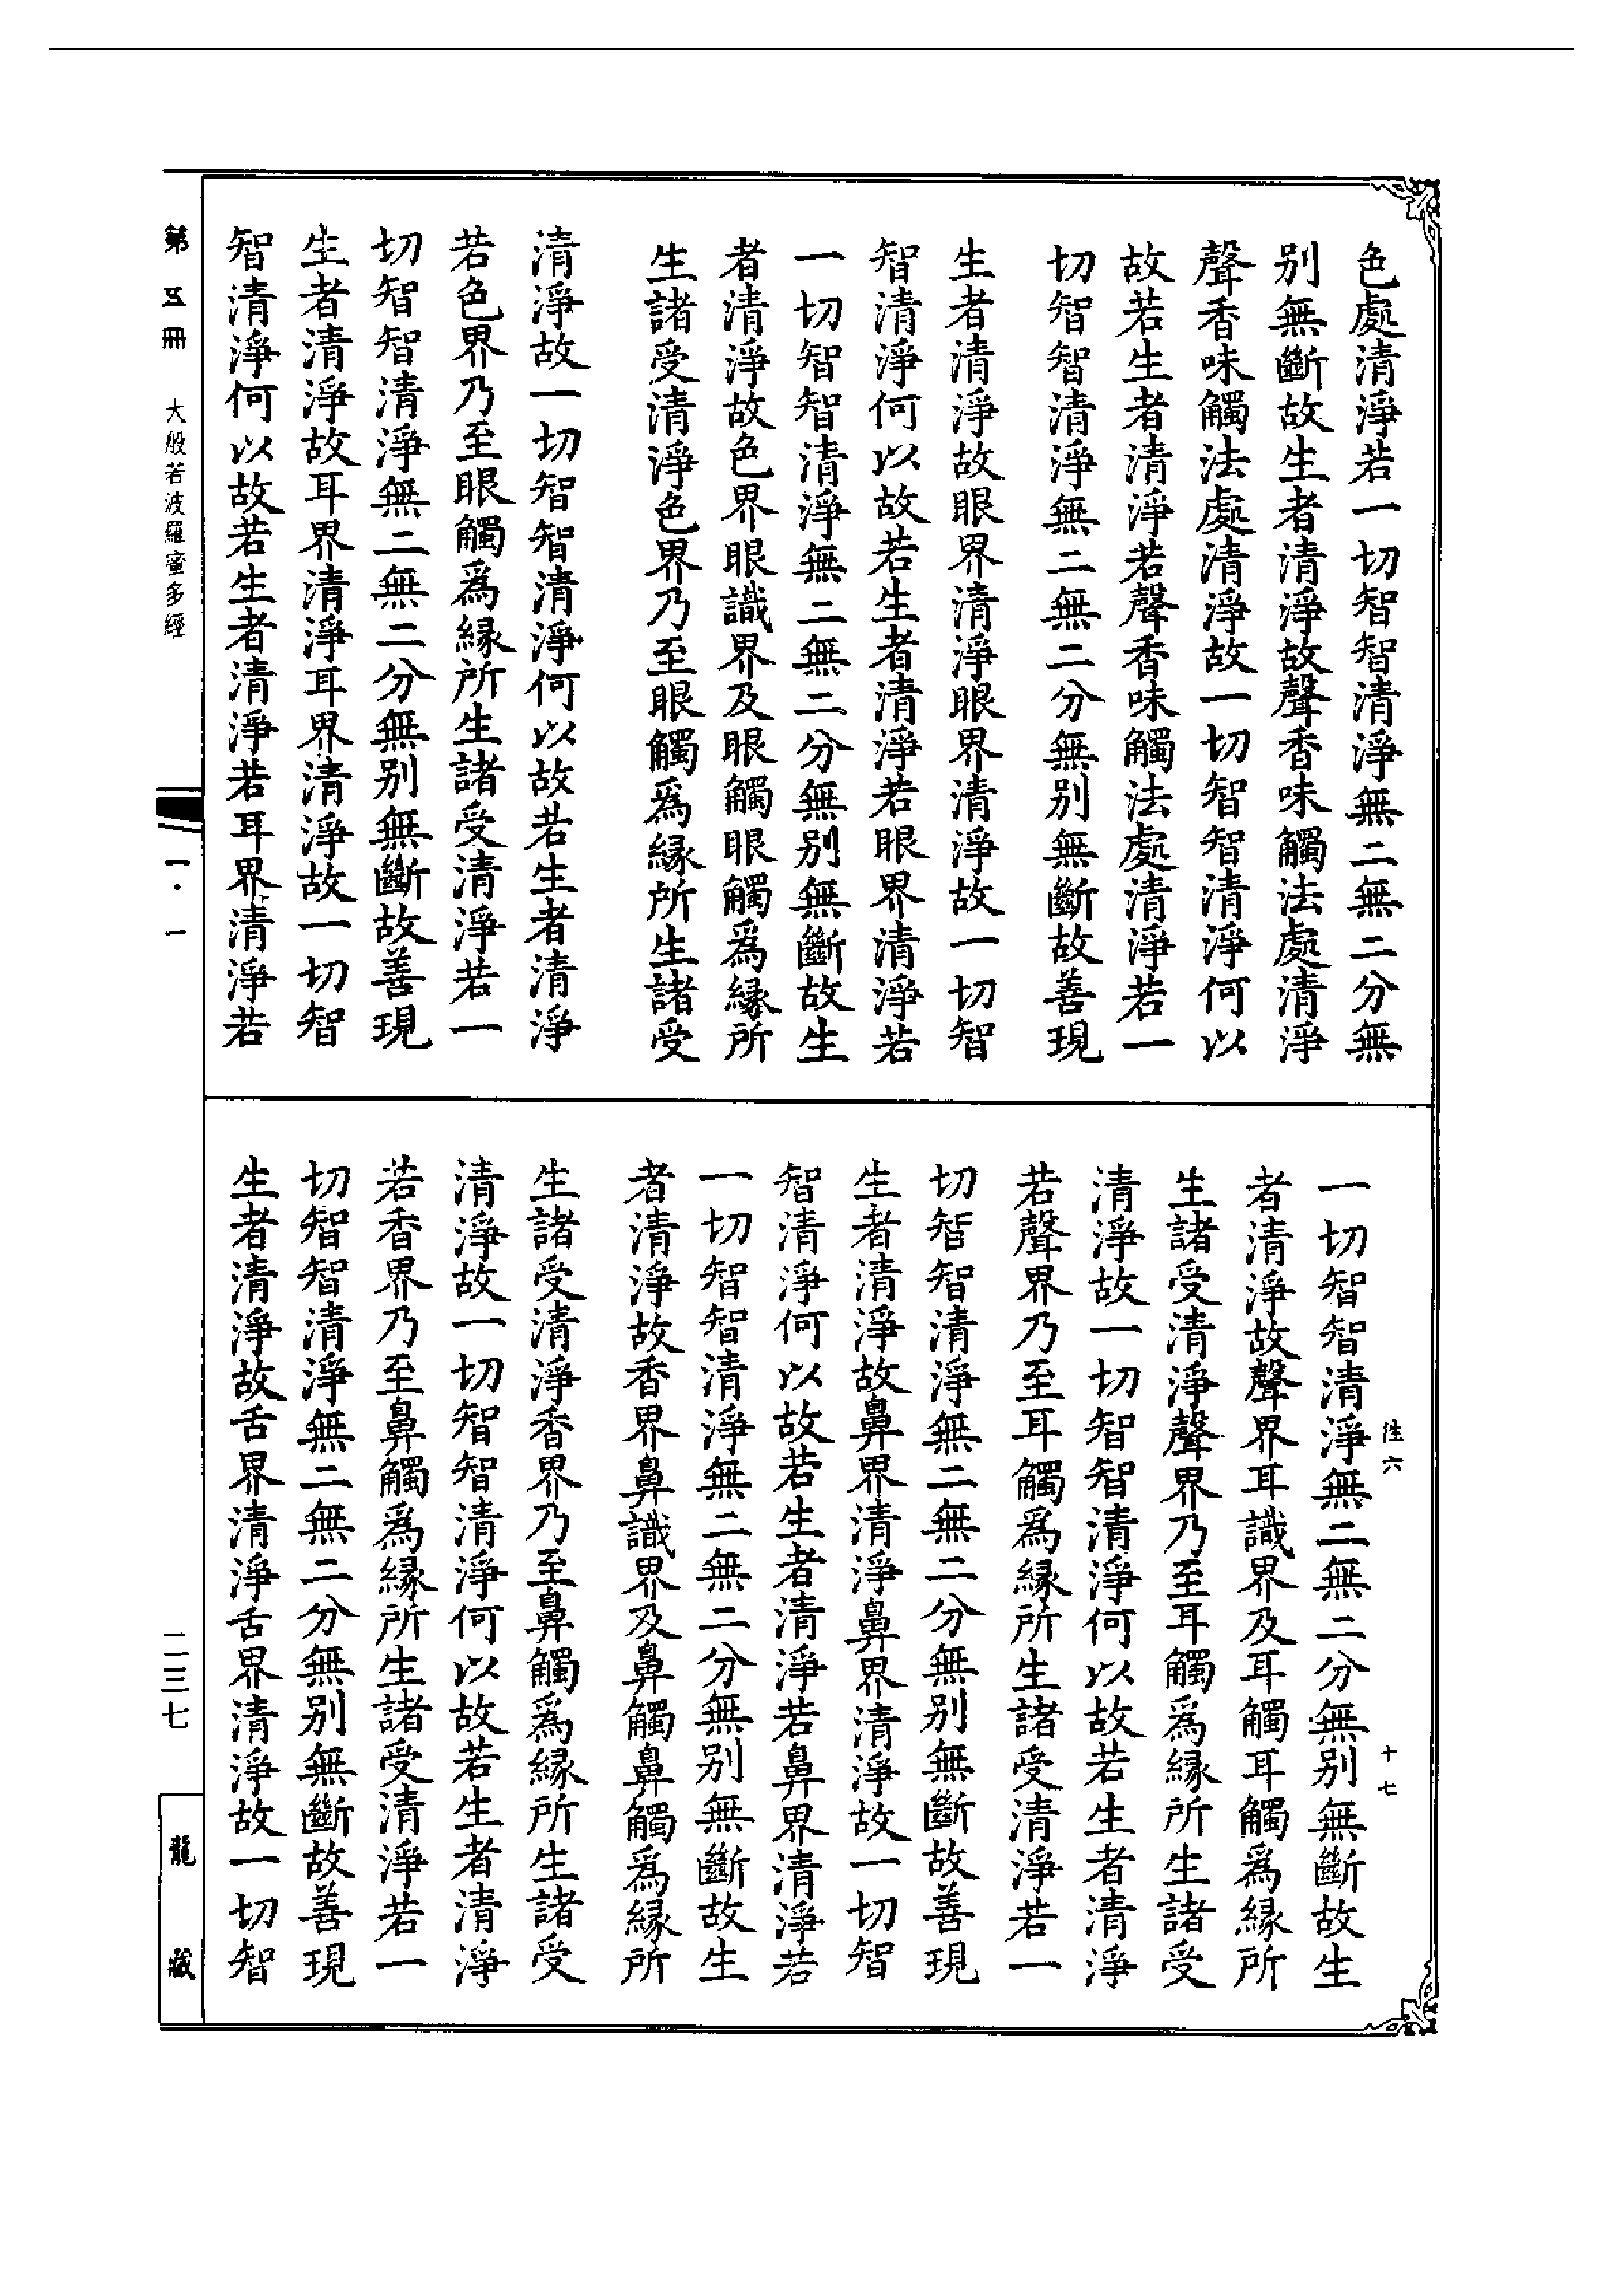 色處清淨若一切智智清淨無二無二分無
别無斷故生者清淨故聲香味觸法處清淨
聲香味觸法處清淨故一切智智清淨何以
故若生者清淨若聲香味觸法處清淨若一
切智智清淨無二無二分無别無斷故善現
生者清淨故眼界清淨眼界清淨故一切智
智清淨何以故若生者清淨若眼界清淨若
一切智智清淨無二無二分無别無斷故生
者清淨故色界眼識界及眼觸眼觸爲緣所
生諸受清淨色界乃至眼觸爲緣所生諸受
清淨故一切智智清淨何以故若生者清淨
若色界乃至眼觸爲緣所生諸受清淨若一
切智智清淨無二無二分無别無斷故善現
生者清淨故耳界清淨耳界清淨故一切智
智清淨何以故若生者清淨若耳界清淨若
第五冊 大般若波羅蜜多經 一·一
性六 十七
一切智智清淨無二無二分無别無斷故生
者清淨故聲界耳識界及耳觸耳觸爲緣所
生諸受清淨聲界乃至耳觸爲緣所生諸受
清淨故一切智智清淨何以故若生者清淨
若聲界乃至耳觸爲緣所生諸受清淨若一
切智智清淨無二無二分無别無斷故善現
生者清淨故鼻界清淨鼻界清淨故一切智
智清淨何以故若生者清淨若鼻界清淨若
一切智智清淨無二無二分無别無斷故生
者清淨故香界鼻識界及鼻觸鼻觸爲緣所
生諸受清淨香界乃至鼻觸爲緣所生諸受
清淨故一切智智清淨何以故若生者清淨
若香界乃至鼻觸爲緣所生諸受清淨若一
切智智清淨無二無二分無别無斷故善現
生者清淨故舌界清淨舌界清淨故一切智
二三七
龍藏